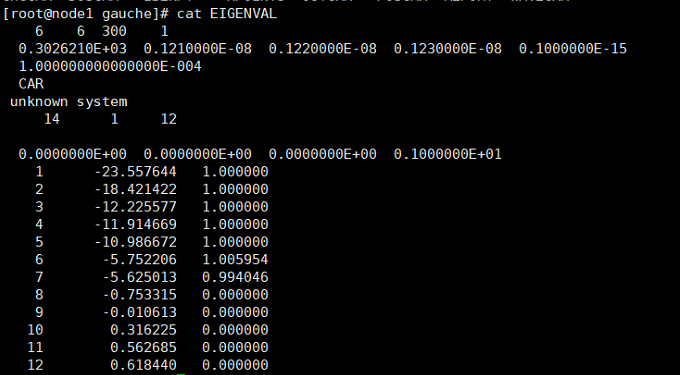 [root@node1 gauche]# cat EIGENVAL
6 6 300 1
0.3026210E+03 0.1210000E-08 0.1220000E-08 0.1230000E-08 0.1000000E-15
1.000000000000000E-004
CAR
unknown system
14 1 12
0.0000000E+00 0.0000000E+00 0.0000000E+00 0.1000000E+01
1 -23.557644 1.000000
2 -18.421422 1.000000
3 -12.225577 1.000000
4 -11.914669 1.000000
5 -10.986672 1.000000
6 -5.752206 1.005954
7 -5.625013 0.994046
8 -0.753315 0.000000
9 -0.010613 0.000000
10 0.316225 0.000000
11 0.562685 0.000000
12 0.618440 0.000000